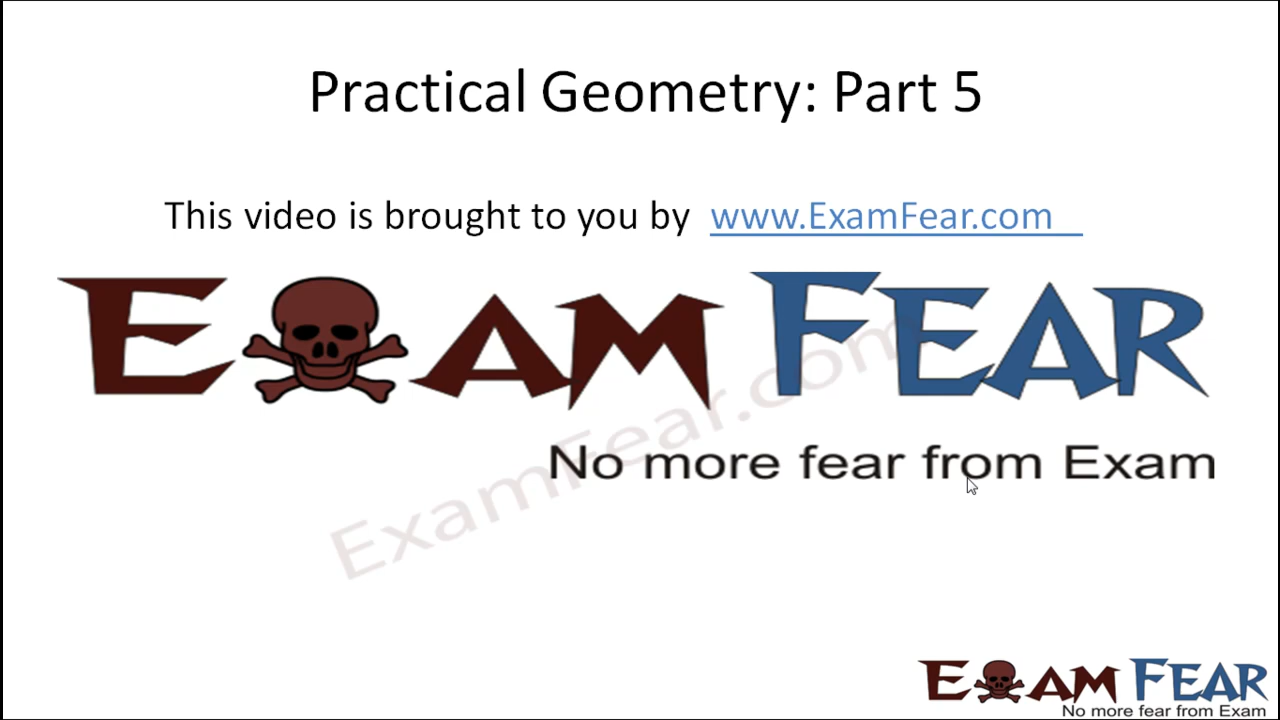 Practical Geometry: Part 5
This video is brought to you by www.ExamFear.com
EXAM FEAR
No more fear from Exam
ExamFear.com
EXAM FEAR
No more fear from Exam